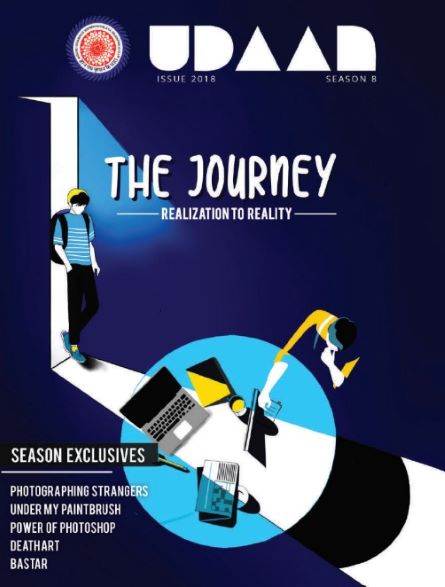 UDAAN
ISSUE 2018 SEASON 8
THE JOURNEY
REALIZATION TO REALITY
SEASON EXCLUSIVES
PHOTOGRAPHING STRANGERS
UNDER MY PAINTBRUSH
POWER OF PHOTOSHOP
DEATHART
BASTAR